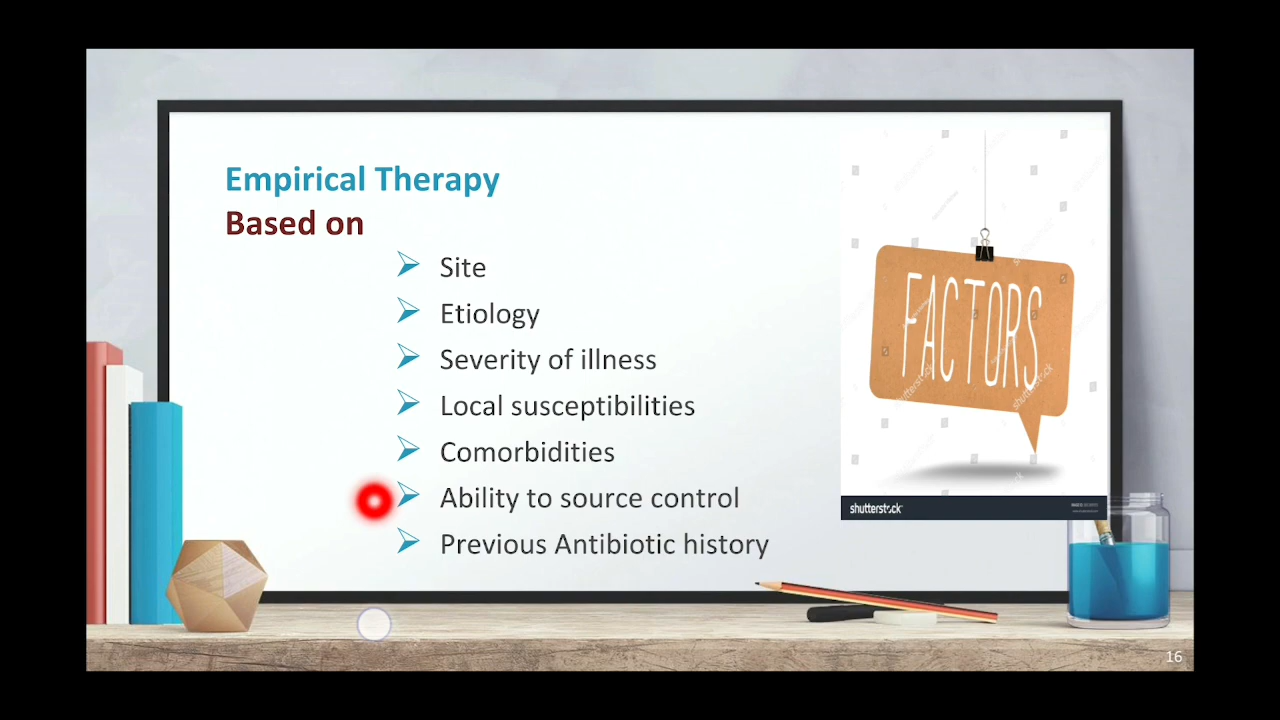 Empirical Therapy
Based on
Site
Etiology
Severity of illness
Local susceptibilities
Comorbidities
Ability to source control
Previous Antibiotic history
FACTORS
shutterstock
shutterstock
16